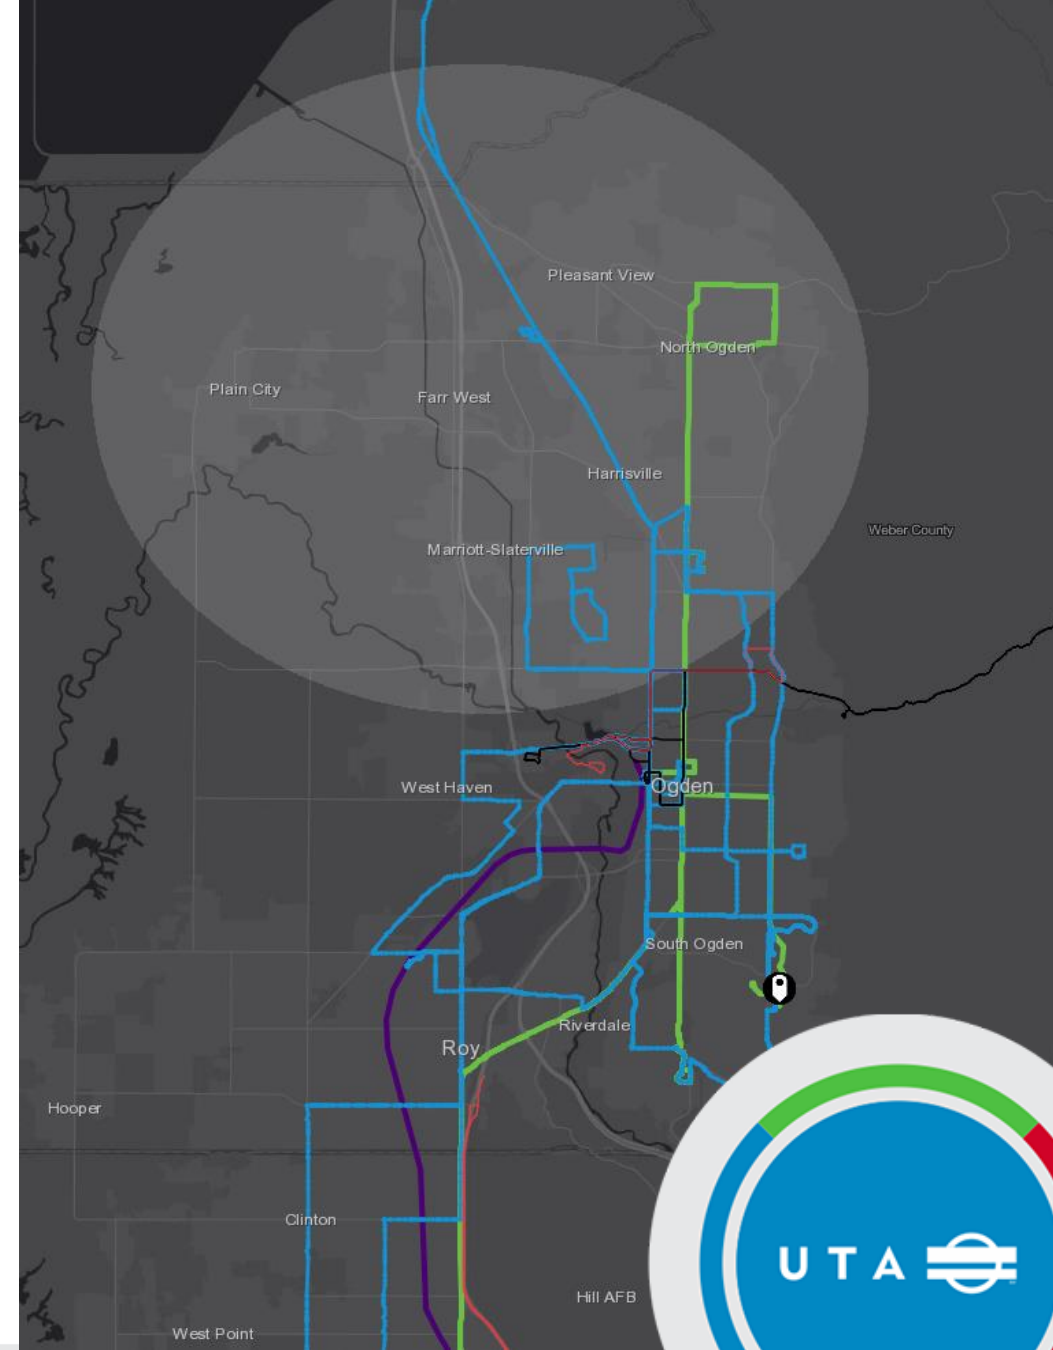 Pleasant View
North Ogden
Plain City
Farr West
Harrisville
Weber County
Marriott-Slaterville
West Haven
Ogden
South Ogden
Riverdale
Roy
Hooper
Clinton
Hill AFB
West Point
UTA